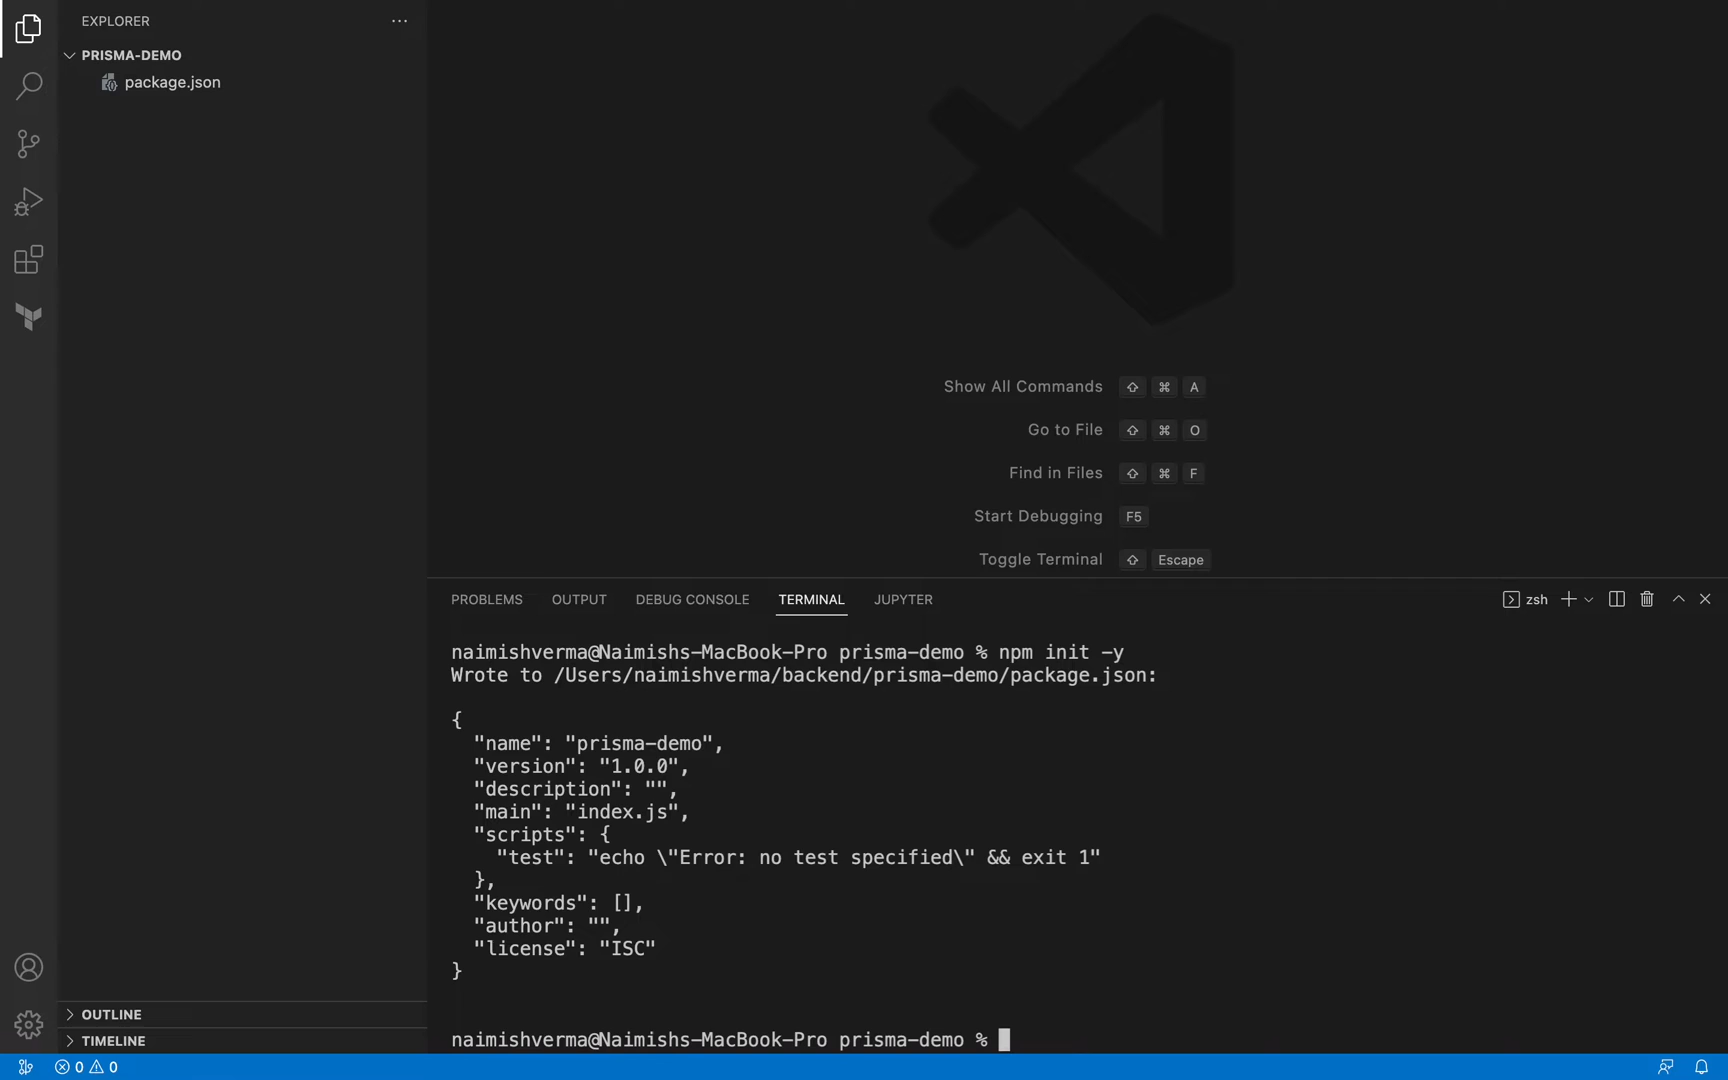 EXPLORER
PRISMA-DEMO
package.json
Show All Commands ⇧ ⌘ A
Go to File ⇧ ⌘ O
Find in Files ⇧ ⌘ F
Start Debugging F5
Toggle Terminal ⇧ Escape
PROBLEMS OUTPUT DEBUG CONSOLE TERMINAL JUPYTER zsh
naimishverma@Naimishs-MacBook-Pro prisma-demo % npm init -y
Wrote to /Users/naimishverma/backend/prisma-demo/package.json:
{
  "name": "prisma-demo",
  "version": "1.0.0",
  "description": "",
  "main": "index.js",
  "scripts": {
    "test": "echo \"Error: no test specified\" && exit 1"
  },
  "keywords": [],
  "author": "",
  "license": "ISC"
}
naimishverma@Naimishs-MacBook-Pro prisma-demo %
OUTLINE
TIMELINE
0 0